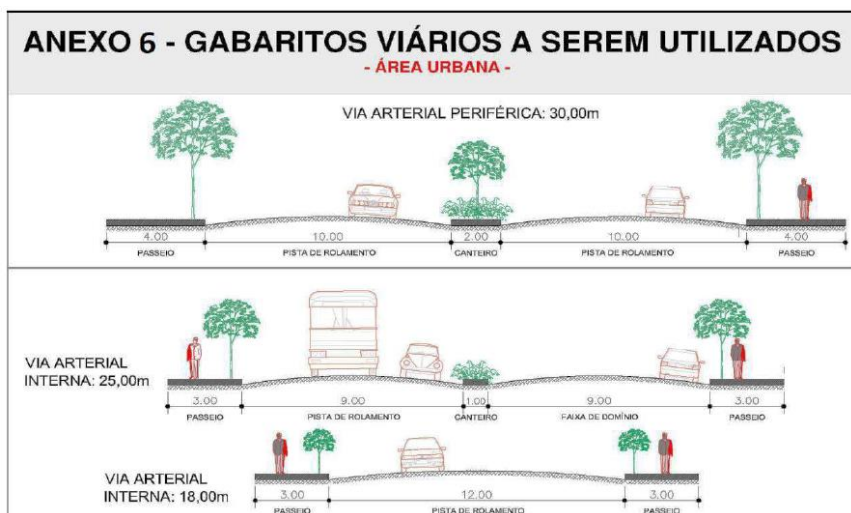 ANEXO 6 - GABARITOS VIÁRIOS A SEREM UTILIZADOS
- ÁREA URBANA -
VIA ARTERIAL PERIFÉRICA: 30,00m
4.00 10.00 2.00 10.00 4.00
PASSEIO PISTA DE ROLAMENTO CANTEIRO PISTA DE ROLAMENTO PASSEIO
VIA ARTERIAL
INTERNA: 25,00m
3.00 9.00 1.00 9.00 3.00
PASSEIO PISTA DE ROLAMENTO CANTEIRO FAIXA DE DOMÍNIO PASSEIO
VIA ARTERIAL
INTERNA: 18,00m
3.00 12.00 3.00
PASSEIO PISTA DE ROLAMENTO PASSEIO